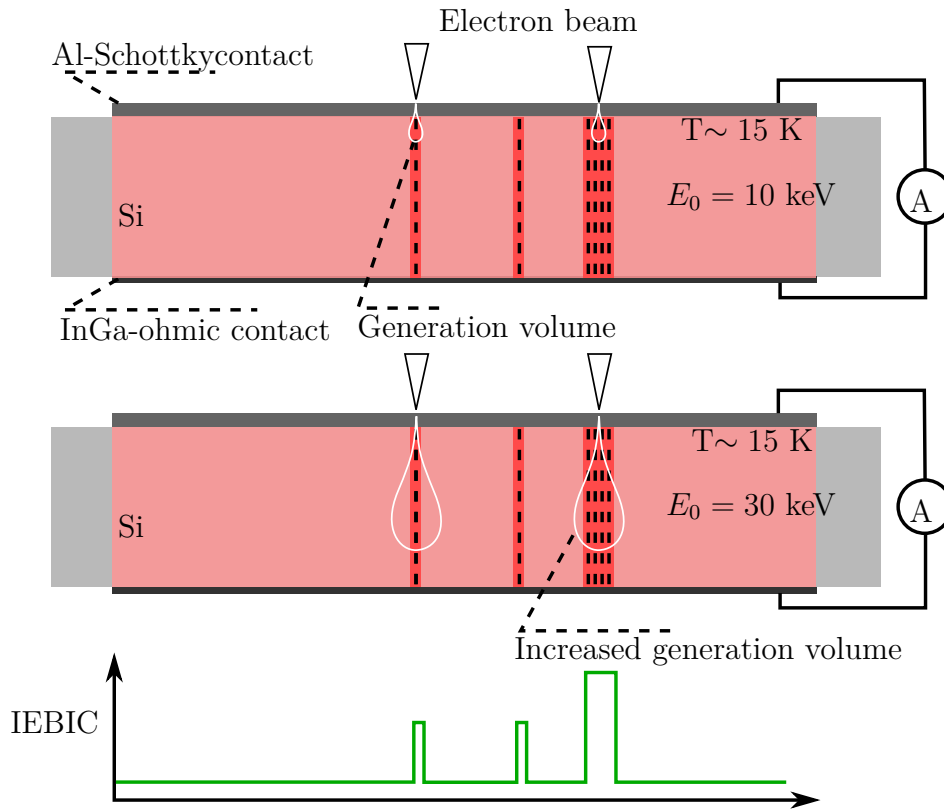 Electron beam
Al-Schottkycontact
T∼ 15 K
E₀ = 10 keV
A
Si
InGa-ohmic contact
Generation volume
T∼ 15 K
E₀ = 30 keV
A
Si
Increased generation volume
IEBIC